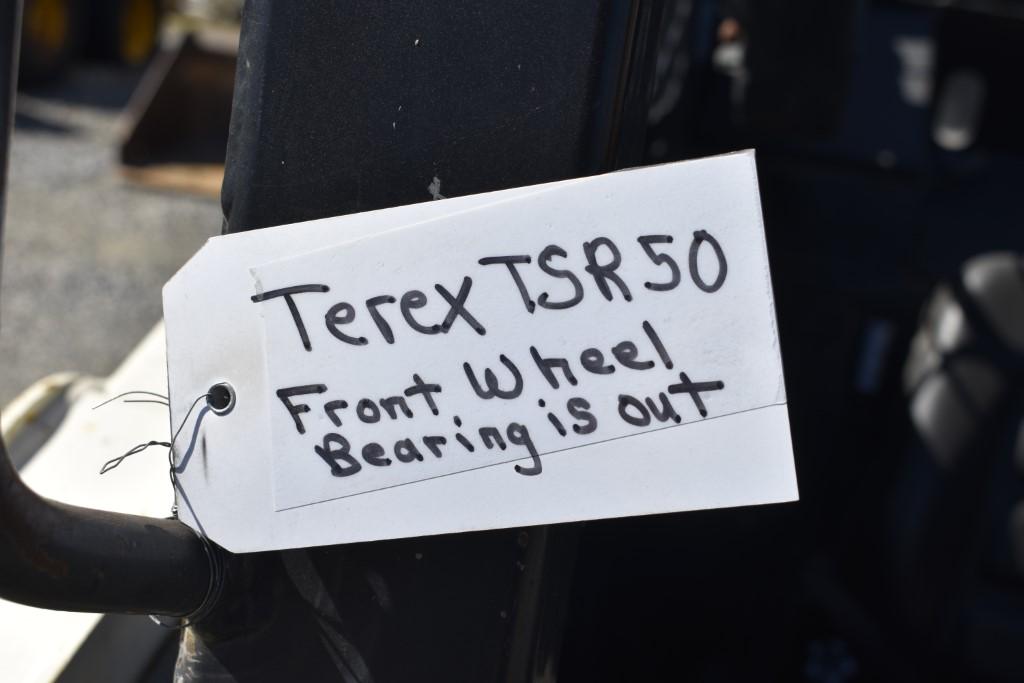 Terex TSR50
Front Wheel
Bearing is out